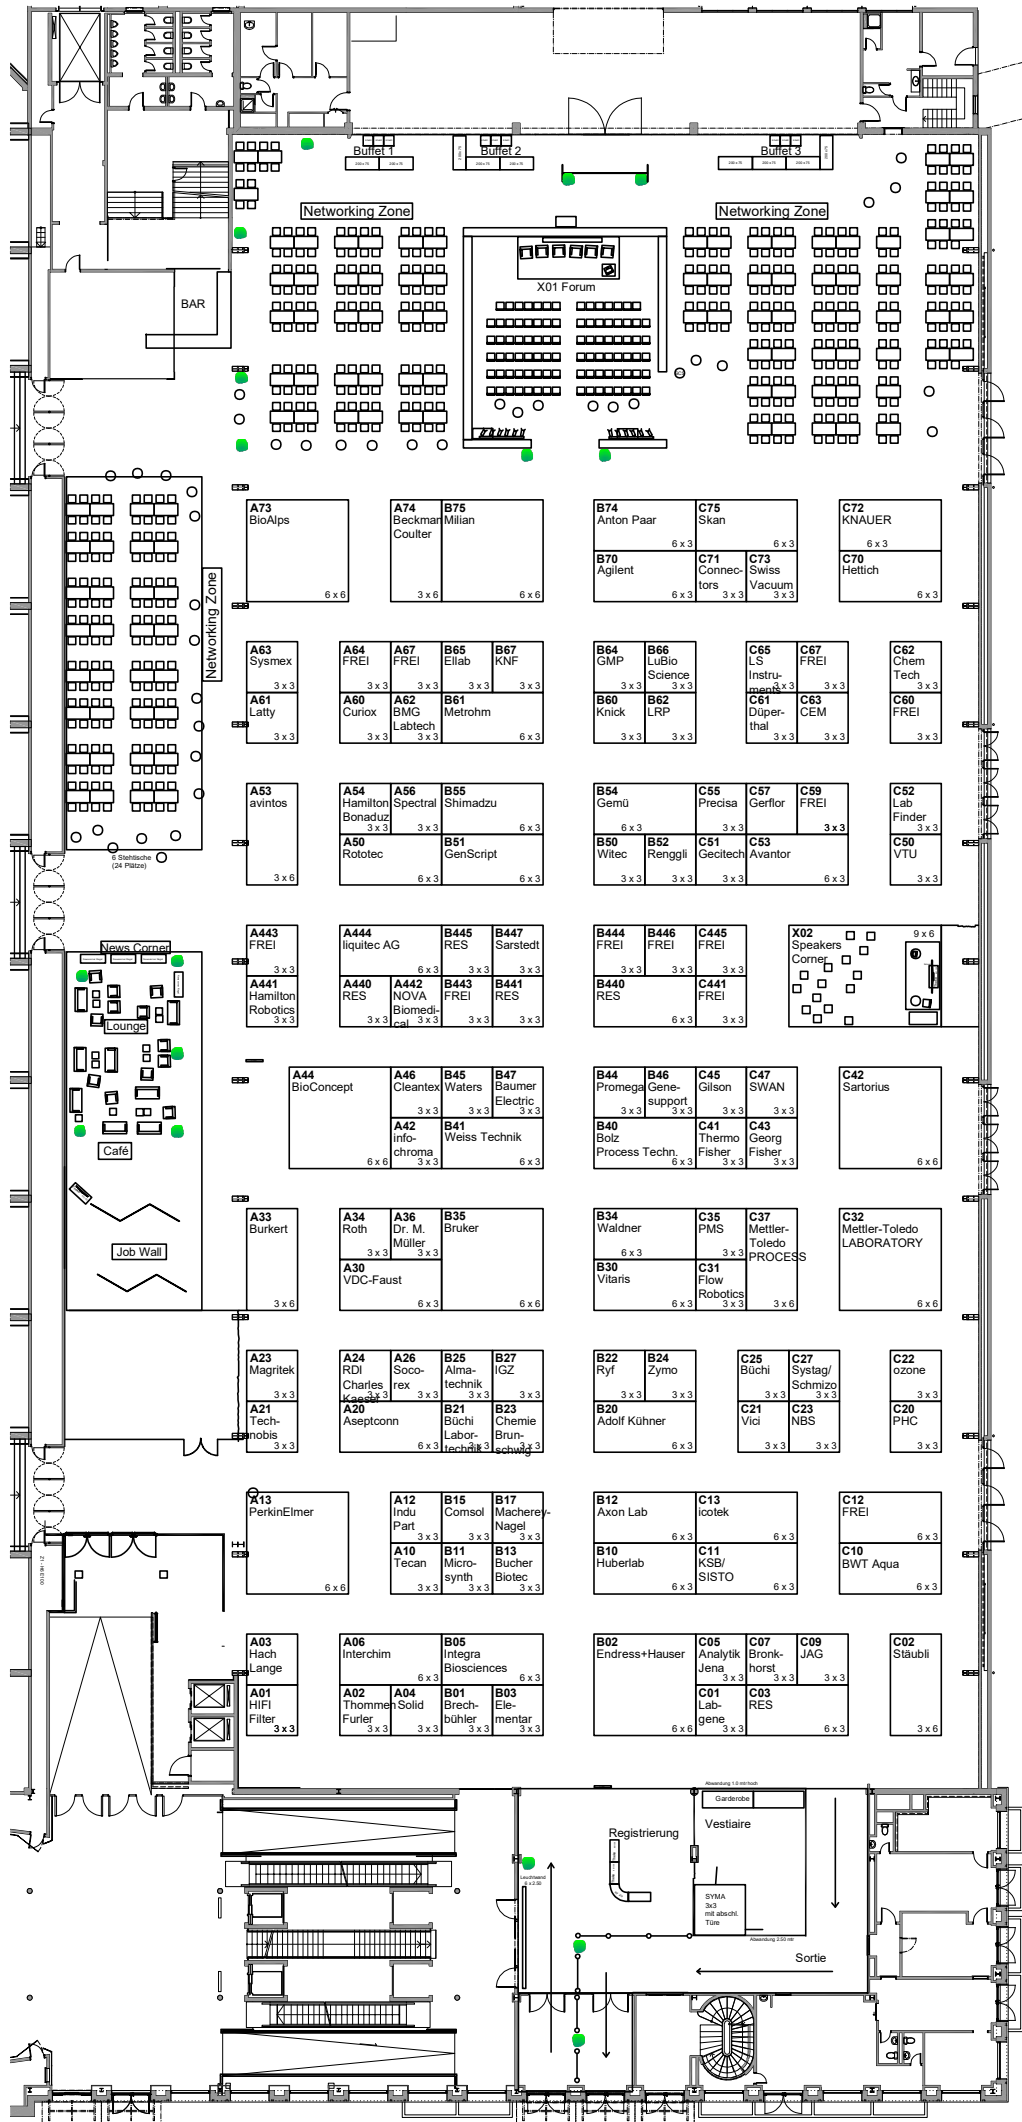 Buffet 1
Buffet 2
Buffet 3
Networking Zone
Networking Zone
BAR
X01 Forum
Networking Zone
A73
BioAlps
6 x 6
A74
Beckman
Coulter
3 x 6
B75
Milian
6 x 6
B74
Anton Paar
6 x 3
C75
Skan
6 x 3
C72
KNAUER
6 x 3
B70
Agilent
6 x 3
C71
Connec-
tors
3 x 3
C73
Swiss
Vacuum
3 x 3
C70
Hettich
6 x 3
A63
Sysmex
3 x 3
A64
FREI
3 x 3
A67
FREI
3 x 3
B65
Ellab
3 x 3
B67
KNF
3 x 3
B64
GMP
3 x 3
B66
LuBio
Science
3 x 3
C65
LS
Instru-
ments
3 x 3
C67
FREI
3 x 3
C62
Chem
Tech
3 x 3
A61
Latty
3 x 3
A60
Curiox
3 x 3
A62
BMG
Labtech
3 x 3
B61
Metrohm
6 x 3
B60
Knick
3 x 3
B62
LRP
3 x 3
C61
Düper-
thal
3 x 3
C63
CEM
3 x 3
C60
FREI
3 x 3
A53
avintos
3 x 6
A54
Hamilton
Bonaduz
3 x 3
A56
Spectral
3 x 3
B55
Shimadzu
6 x 3
B54
Gemü
6 x 3
C55
Precisa
3 x 3
C57
Gerflor
3 x 3
C59
FREI
3 x 3
C52
Lab
Finder
3 x 3
A50
Rototec
6 x 3
B51
GenScript
6 x 3
B50
Witec
3 x 3
B52
Renggli
3 x 3
C51
Gecitech
3 x 3
C53
Avantor
6 x 3
C50
VTU
3 x 3
6 Stehtische
(24 Plätze)
News Corner
Lounge
Café
Job Wall
A443
FREI
3 x 3
A444
liquitec AG
6 x 3
B445
RES
3 x 3
B447
Sarstedt
3 x 3
B444
FREI
3 x 3
B446
FREI
3 x 3
C445
FREI
3 x 3
X02
Speakers
Corner
9 x 6
A441
Hamilton
Robotics
3 x 3
A440
RES
3 x 3
A442
NOVA
Biomedi-
cal
3 x 3
B443
FREI
3 x 3
B441
RES
3 x 3
B440
RES
6 x 3
C441
FREI
3 x 3
A44
BioConcept
6 x 6
A46
Cleantex
3 x 3
B45
Waters
3 x 3
B47
Baumer
Electric
3 x 3
B44
Promega
3 x 3
B46
Gene-
support
3 x 3
C45
Gilson
3 x 3
C47
SWAN
3 x 3
C42
Sartorius
6 x 6
A42
info-
chroma
3 x 3
B41
Weiss Technik
6 x 3
B40
Bolz
Process Techn.
6 x 3
C41
Thermo
Fisher
3 x 3
C43
Georg
Fisher
3 x 3
A33
Burkert
3 x 6
A34
Roth
3 x 3
A36
Dr. M.
Müller
3 x 3
B35
Bruker
6 x 6
B34
Waldner
6 x 3
C35
PMS
3 x 3
C37
Mettler-
Toledo
PROCESS
3 x 6
C32
Mettler-Toledo
LABORATORY
6 x 6
A30
VDC-Faust
6 x 3
B30
Vitaris
6 x 3
C31
Flow
Robotics
3 x 3
A23
Magritek
3 x 3
A24
RDI
Charles
Kaeser
3 x 3
A26
Soco-
rex
3 x 3
B25
Alma-
technik
3 x 3
B27
IGZ
3 x 3
B22
Ryf
3 x 3
B24
Zymo
3 x 3
C25
Büchi
3 x 3
C27
Systag/
Schmizo
3 x 3
C22
ozone
3 x 3
A21
Tech-
nobis
3 x 3
A20
Aseptconn
6 x 3
B21
Büchi
Labor-
technik
3 x 3
B23
Chemie
Brun-
schwig
3 x 3
B20
Adolf Kühner
6 x 3
C21
Vici
3 x 3
C23
NBS
3 x 3
C20
PHC
3 x 3
A13
PerkinElmer
6 x 6
A12
Indu
Part
3 x 3
B15
Comsol
3 x 3
B17
Macherey-
Nagel
3 x 3
B12
Axon Lab
6 x 3
C13
icotek
6 x 3
C12
FREI
6 x 3
A10
Tecan
3 x 3
B11
Micro-
synth
3 x 3
B13
Bucher
Biotec
3 x 3
B10
Huberlab
6 x 3
C11
KSB/
SISTO
6 x 3
C10
BWT Aqua
6 x 3
A03
Hach
Lange
A06
Interchim
6 x 3
B05
Integra
Biosciences
6 x 3
B02
Endress+Hauser
6 x 6
C05
Analytik
Jena
3 x 3
C07
Bronk-
horst
3 x 3
C09
JAG
3 x 3
C02
Stäubli
3 x 6
A01
HIFI
Filter
3 x 3
A02
Thommen
Furler
3 x 3
A04
Solid
3 x 3
B01
Brech-
bühler
3 x 3
B03
Ele-
mentar
3 x 3
C01
Lab-
gene
3 x 3
C03
RES
6 x 3
Abwandung 1.0 mtr hoch
Garderobe
Vestiaire
Registrierung
Leuchtwand
6 x 2.50
SYMA
3x3
mit abschl.
Türe
Abwandung 2.50 mtr
Sortie